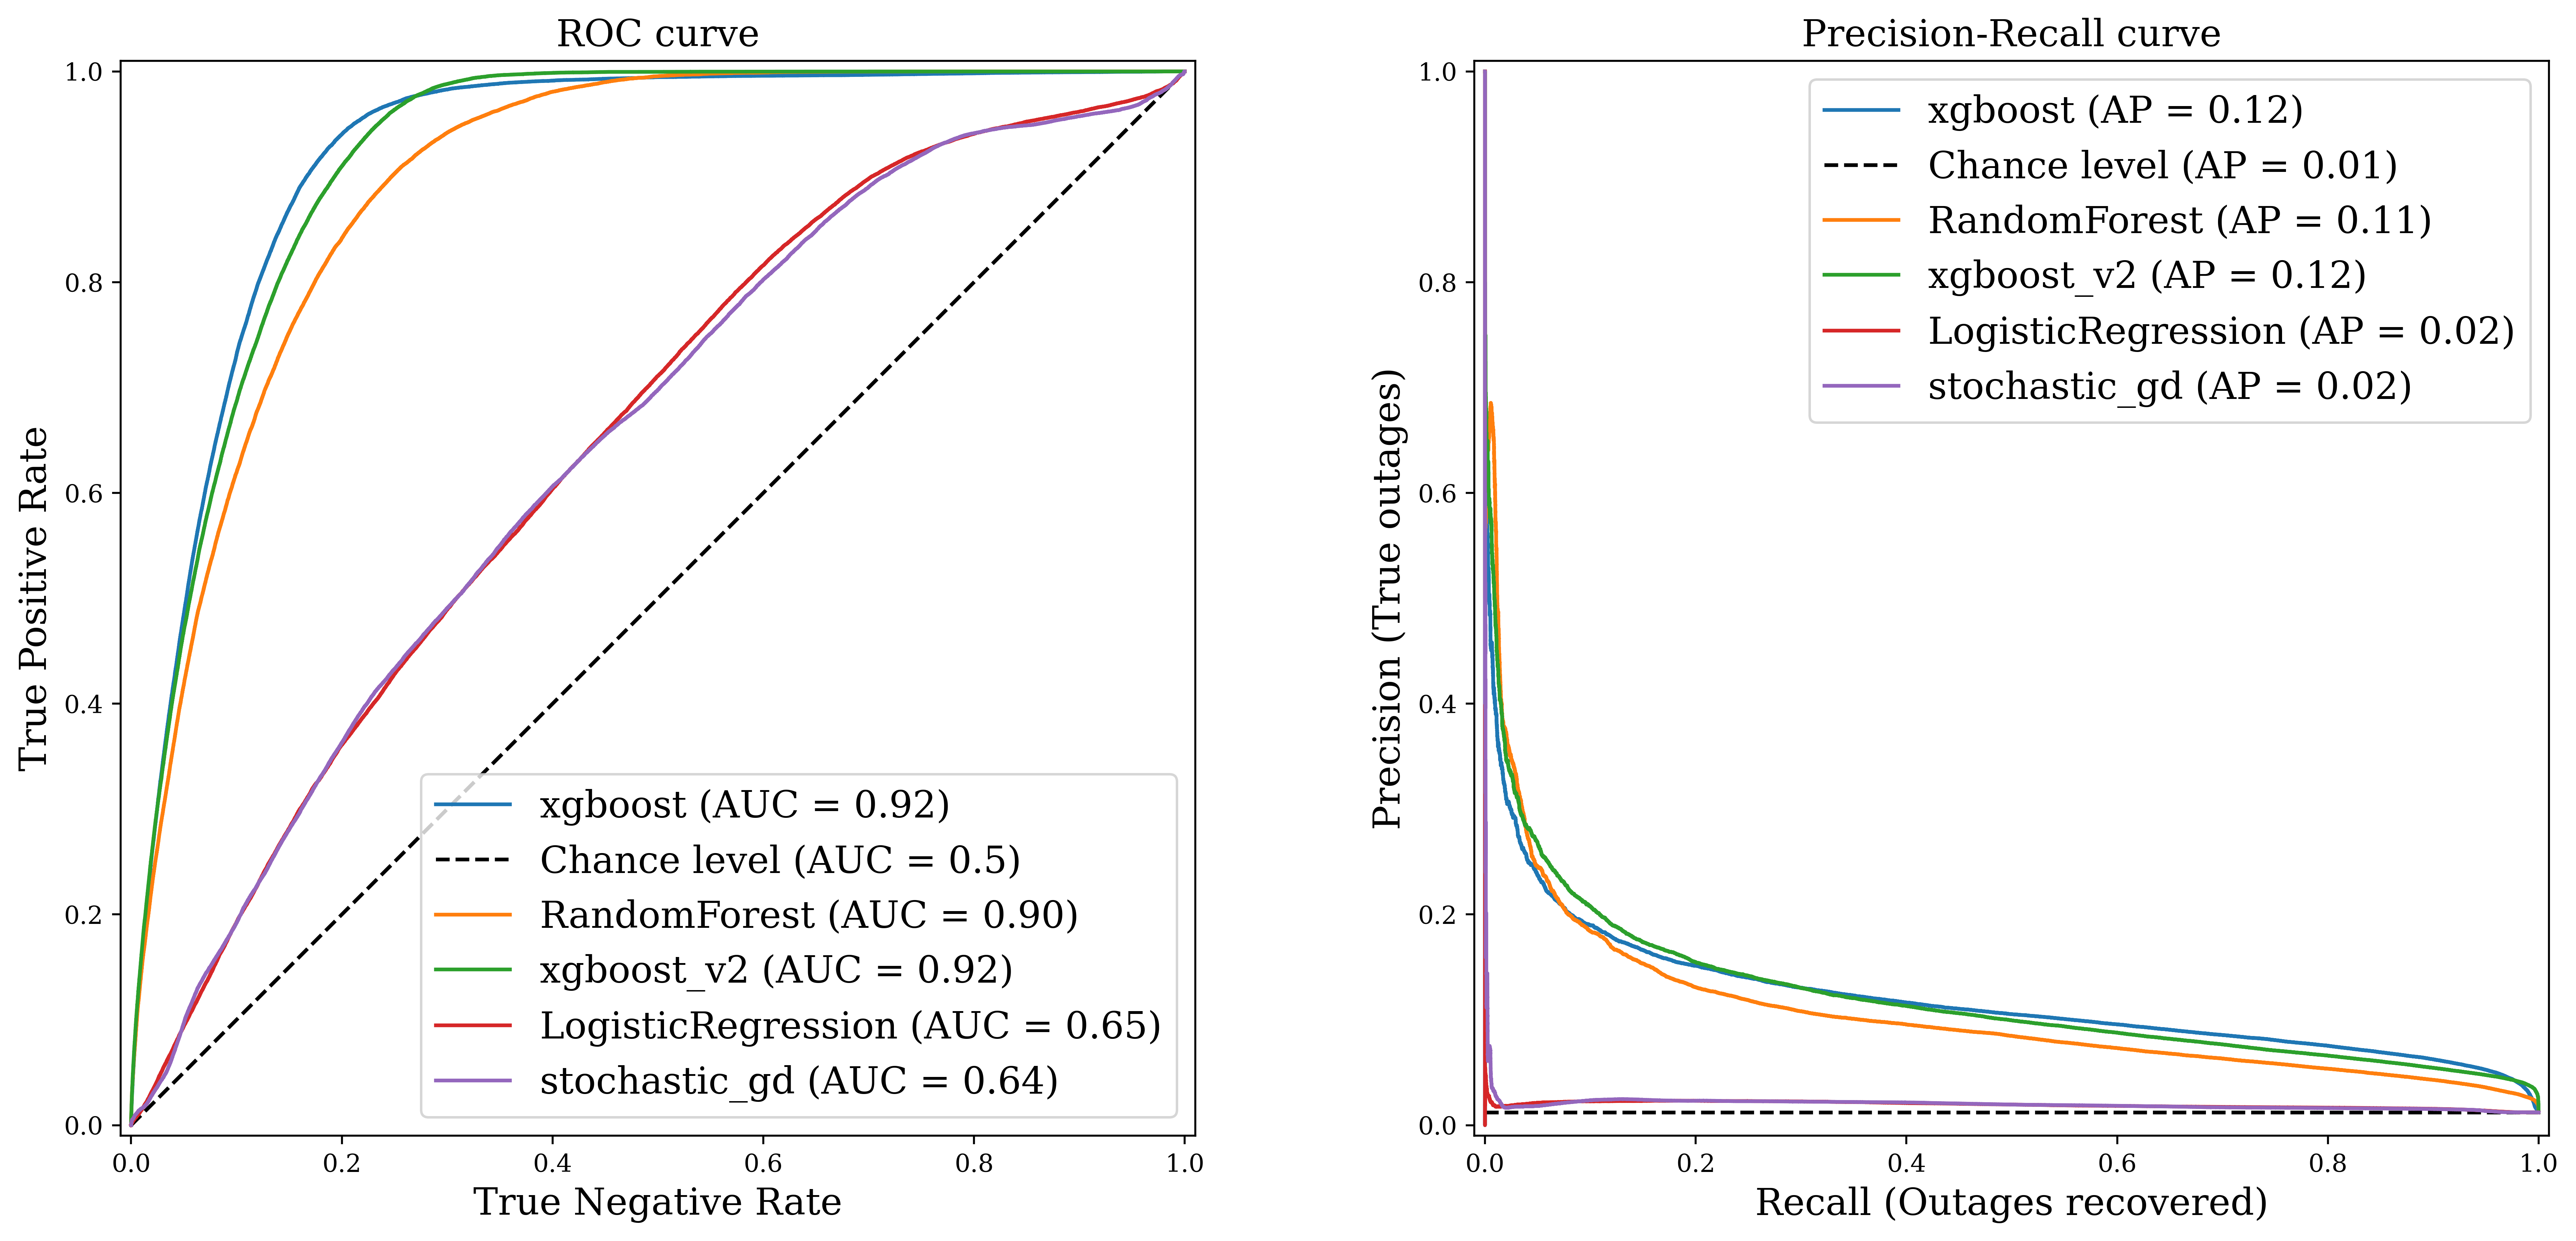 ROC curve
1.0
0.8
0.6
0.4
0.2
0.0
True Positive Rate
xgboost (AUC = 0.92)
Chance level (AUC = 0.5)
RandomForest (AUC = 0.90)
xgboost_v2 (AUC = 0.92)
LogisticRegression (AUC = 0.65)
stochastic_gd (AUC = 0.64)
0.0 0.2 0.4 0.6 0.8 1.0
True Negative Rate
Precision-Recall curve
1.0
0.8
0.6
0.4
0.2
0.0
Precision (True outages)
xgboost (AP = 0.12)
Chance level (AP = 0.01)
RandomForest (AP = 0.11)
xgboost_v2 (AP = 0.12)
LogisticRegression (AP = 0.02)
stochastic_gd (AP = 0.02)
0.0 0.2 0.4 0.6 0.8 1.0
Recall (Outages recovered)